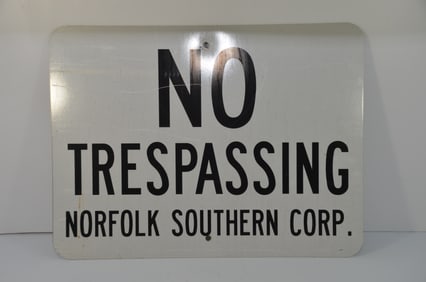 NO
TRESPASSING
NORFOLK SOUTHERN CORP.